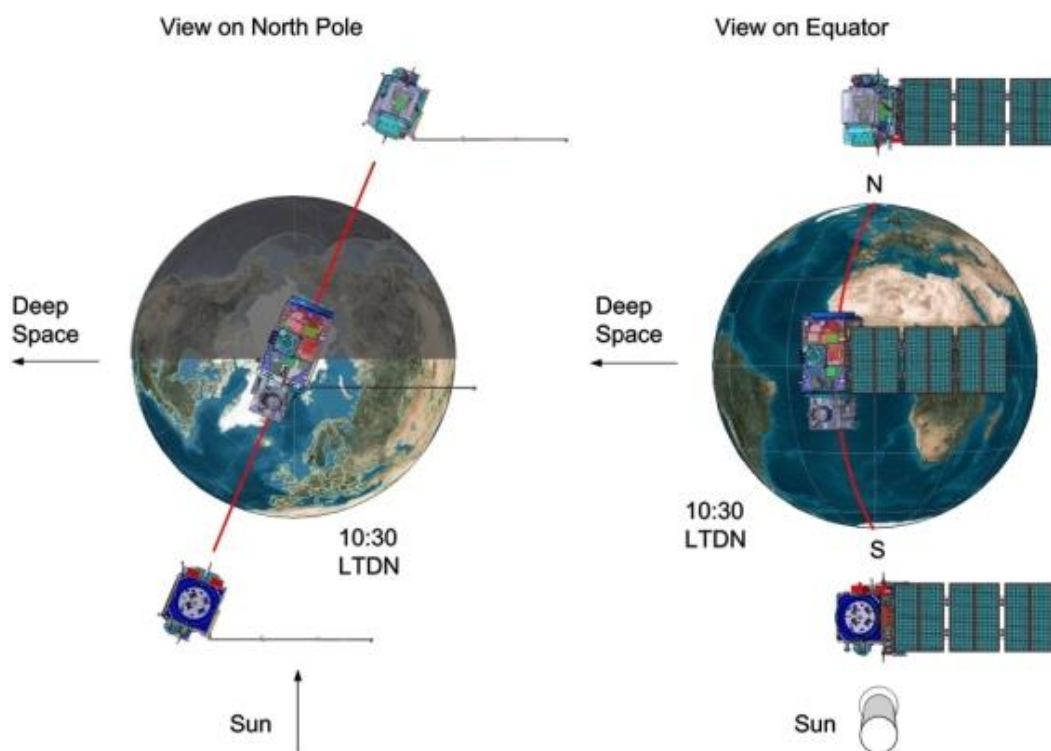 View on North Pole
View on Equator
N
Deep
Space
Deep
Space
10:30
LTDN
10:30
LTDN
S
Sun
Sun